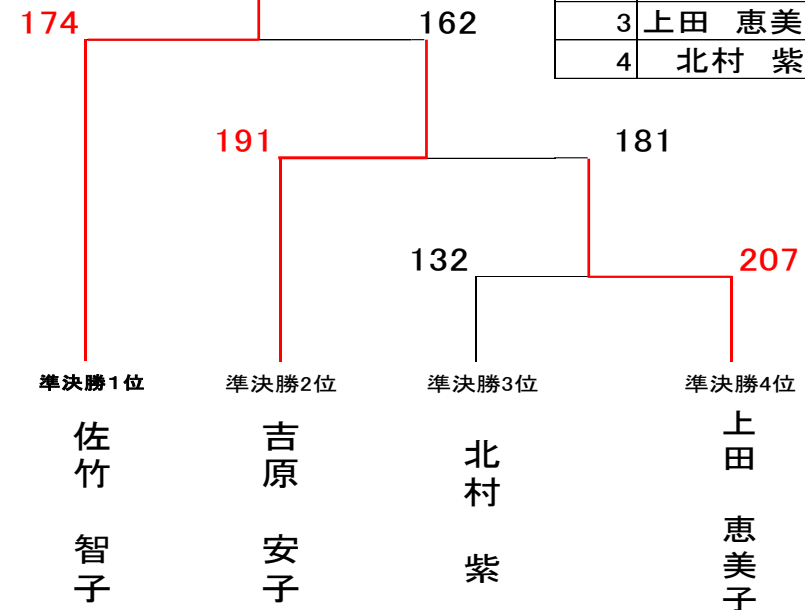 174
162
3 上田 恵美
4 北村 紫
191
181
132
207
準決勝1位
準決勝2位
準決勝3位
準決勝4位
佐竹 智子
吉原 安子
北村 紫
上田 恵美子